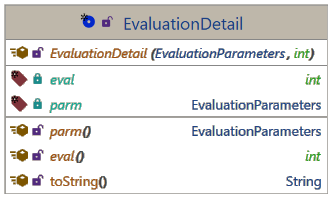 EvaluationDetail
EvaluationDetail (EvaluationParameters, int)
eval int
parm EvaluationParameters
parm() EvaluationParameters
eval() int
toString() String